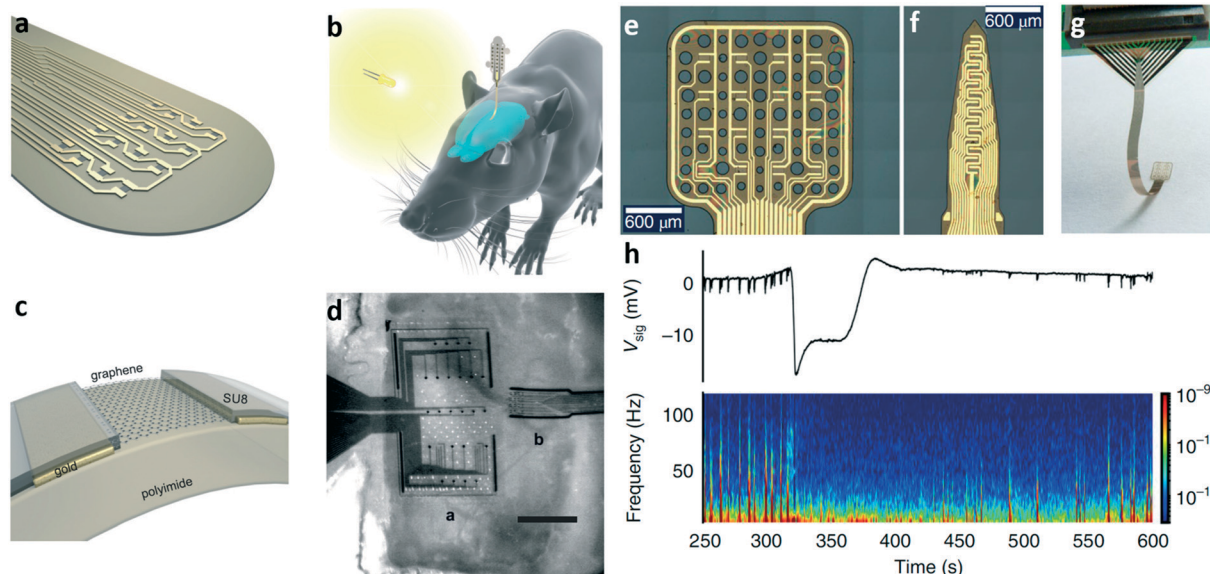 a
b
c
graphene
SU8
gold
polyimide
d
b
a
e
600 μm
f
600 μm
g
h
0
−10
V_sig (mV)
100
50
Frequency (Hz)
10⁻⁹
10⁻¹
10⁻¹
250 300 350 400 450 500 550 600
Time (s)